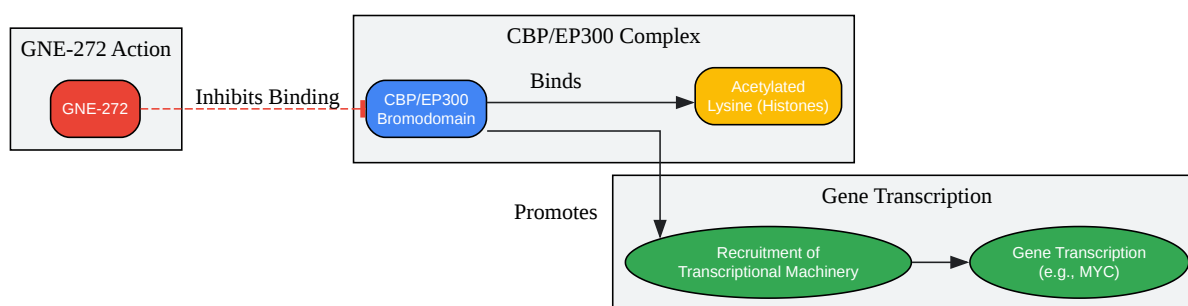 GNE-272 Action
GNE-272
Inhibits Binding
CBP/EP300 Complex
CBP/EP300
Bromodomain
Binds
Acetylated
Lysine (Histones)
Promotes
Gene Transcription
Recruitment of
Transcriptional Machinery
Gene Transcription
(e.g., MYC)